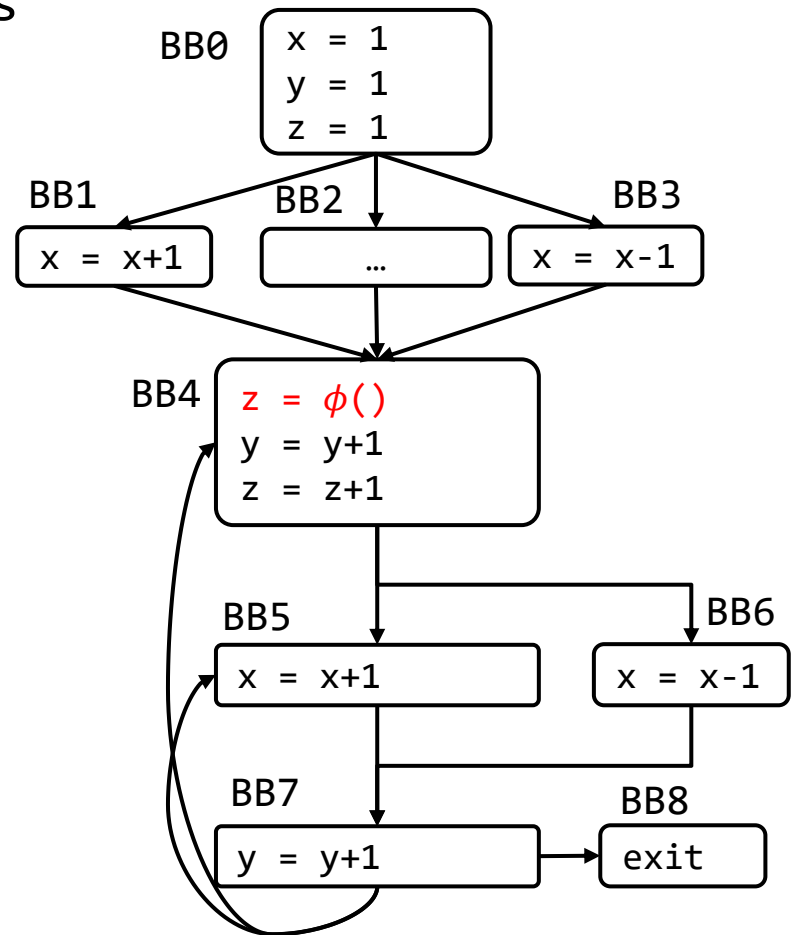 s
BB0
x = 1
y = 1
z = 1
BB1
BB2
BB3
x = x+1
…
x = x-1
BB4
z = ϕ()
y = y+1
z = z+1
BB5
BB6
x = x+1
x = x-1
BB7
BB8
y = y+1
exit